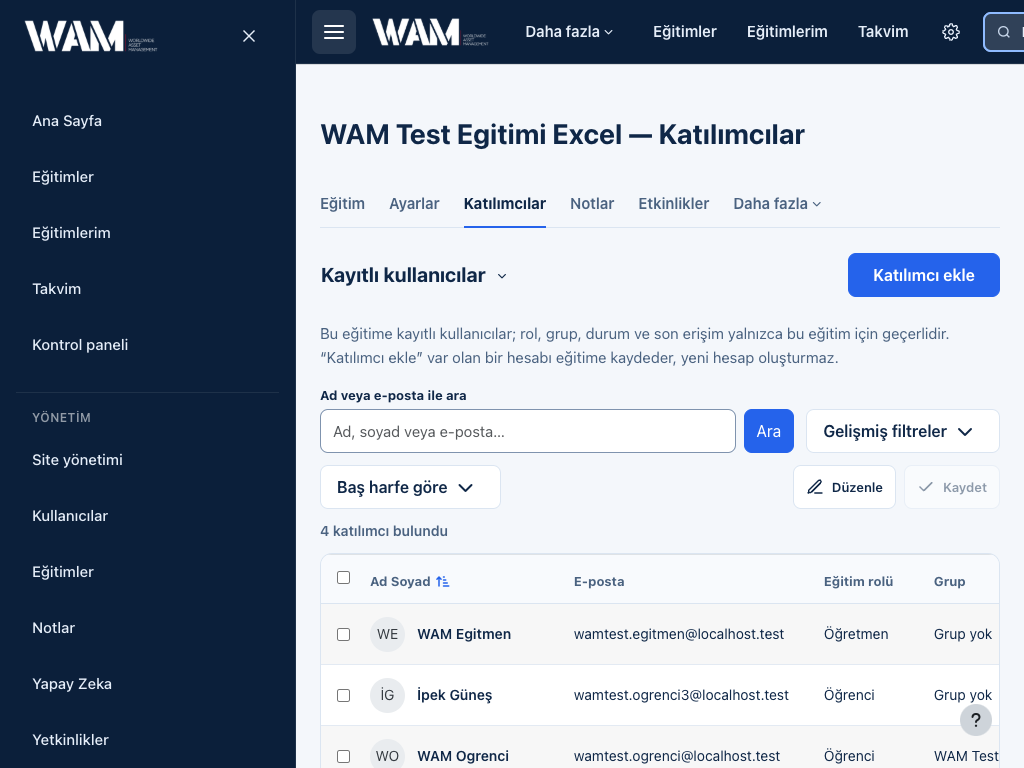 WAM WORLDWIDE ASSET MANAGEMENT
Ana Sayfa
Eğitimler
Eğitimlerim
Takvim
Kontrol paneli
YÖNETİM
Site yönetimi
Kullanıcılar
Eğitimler
Notlar
Yapay Zeka
Yetkinlikler
WAM WORLDWIDE ASSET MANAGEMENT
Daha fazla
Eğitimler
Eğitimlerim
Takvim
WAM Test Egitimi Excel — Katılımcılar
Eğitim
Ayarlar
Katılımcılar
Notlar
Etkinlikler
Daha fazla
Kayıtlı kullanıcılar
Katılımcı ekle
Bu eğitime kayıtlı kullanıcılar; rol, grup, durum ve son erişim yalnızca bu eğitim için geçerlidir.
“Katılımcı ekle” var olan bir hesabı eğitime kaydeder, yeni hesap oluşturmaz.
Ad veya e-posta ile ara
Ad, soyad veya e-posta...
Ara
Gelişmiş filtreler
Baş harfe göre
Düzenle
Kaydet
4 katılımcı bulundu
Ad Soyad E-posta Eğitim rolü Grup
WE WAM Egitmen wamtest.egitmen@localhost.test Öğretmen Grup yok
İG İpek Güneş wamtest.ogrenci3@localhost.test Öğrenci Grup yok
?
WO WAM Ogrenci wamtest.ogrenci@localhost.test Öğrenci WAM Test